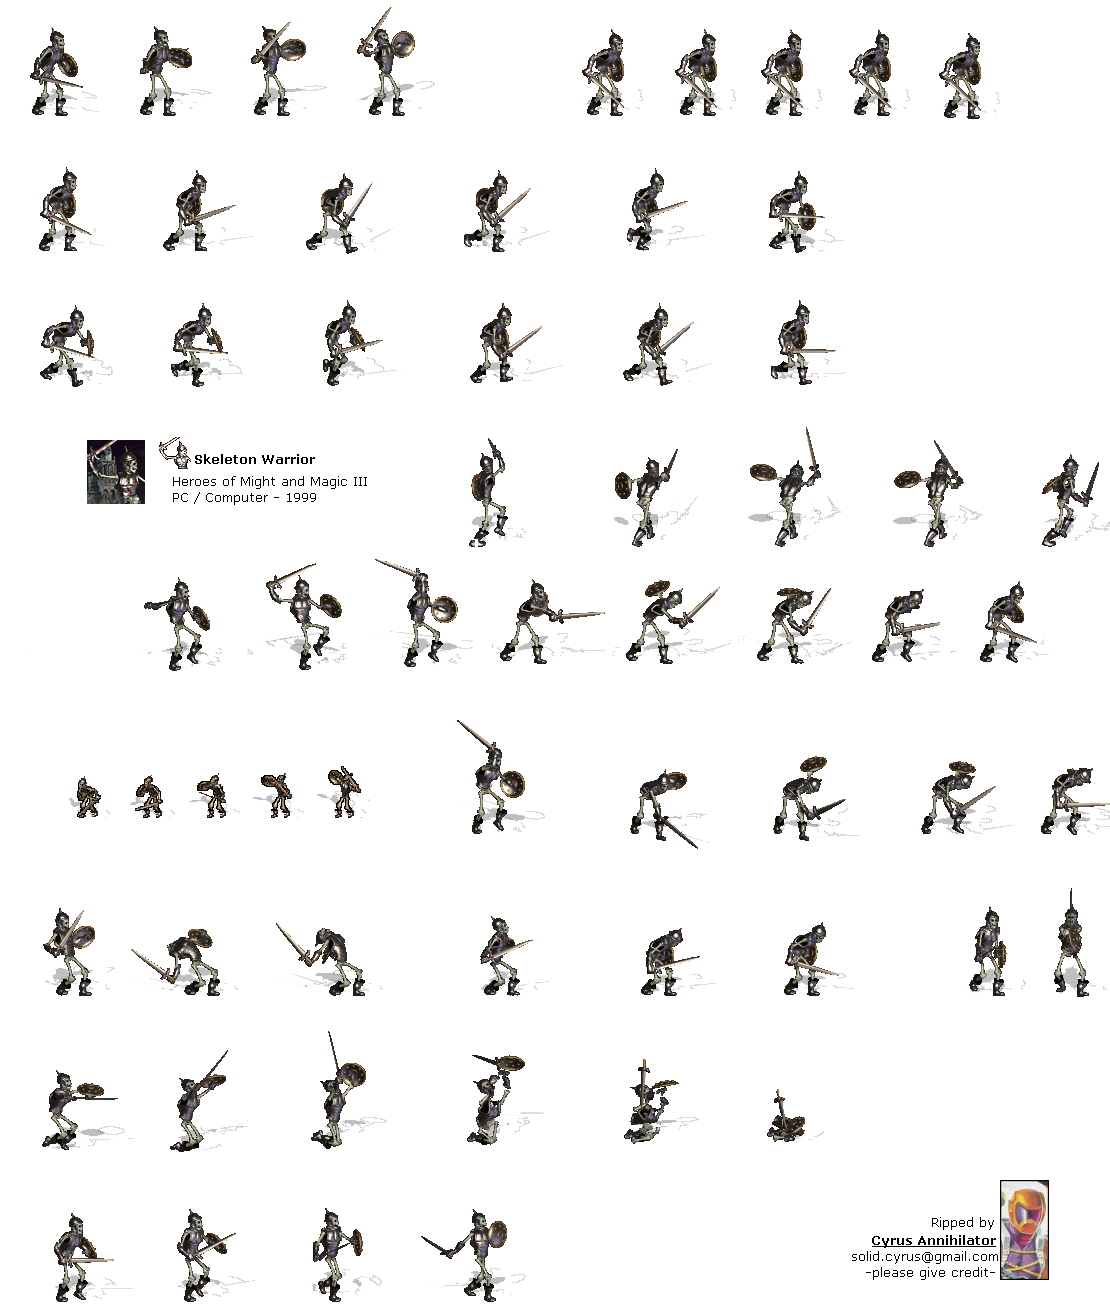 Skeleton Warrior
Heroes of Might and Magic III
PC / Computer - 1999
Ripped by
Cyrus Annihilator
solid.cyrus@gmail.com
-please give credit-